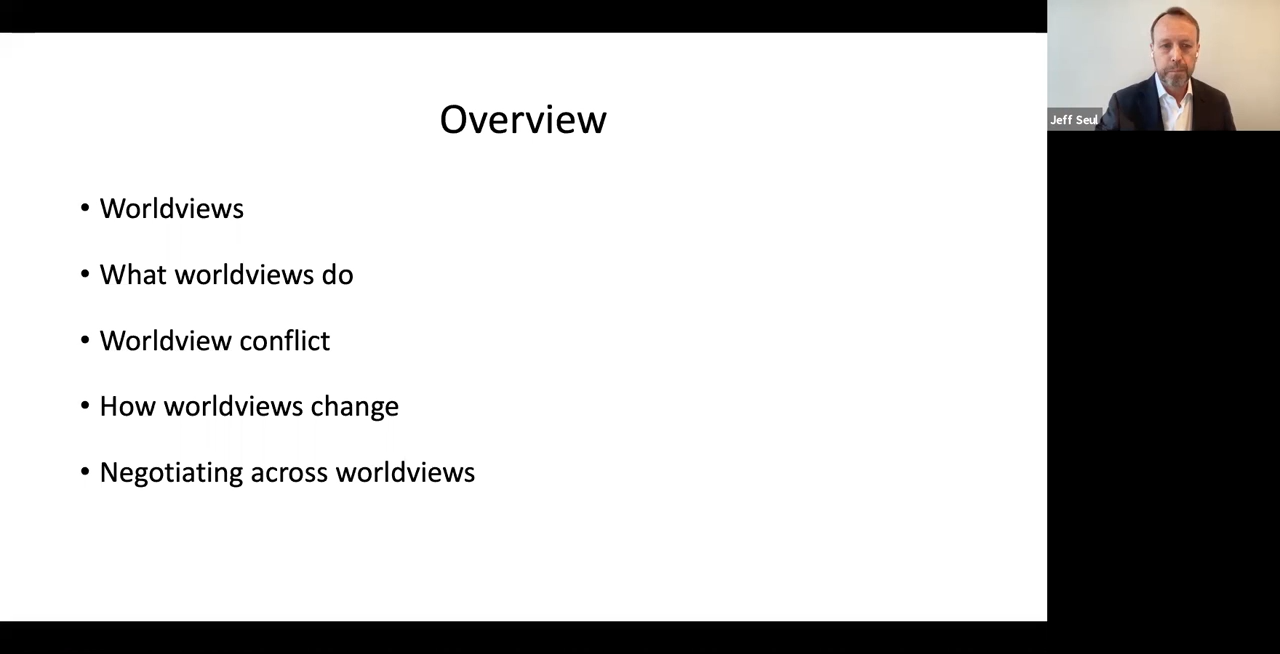 Overview
• Worldviews
• What worldviews do
• Worldview conflict
• How worldviews change
• Negotiating across worldviews
Jeff Seul